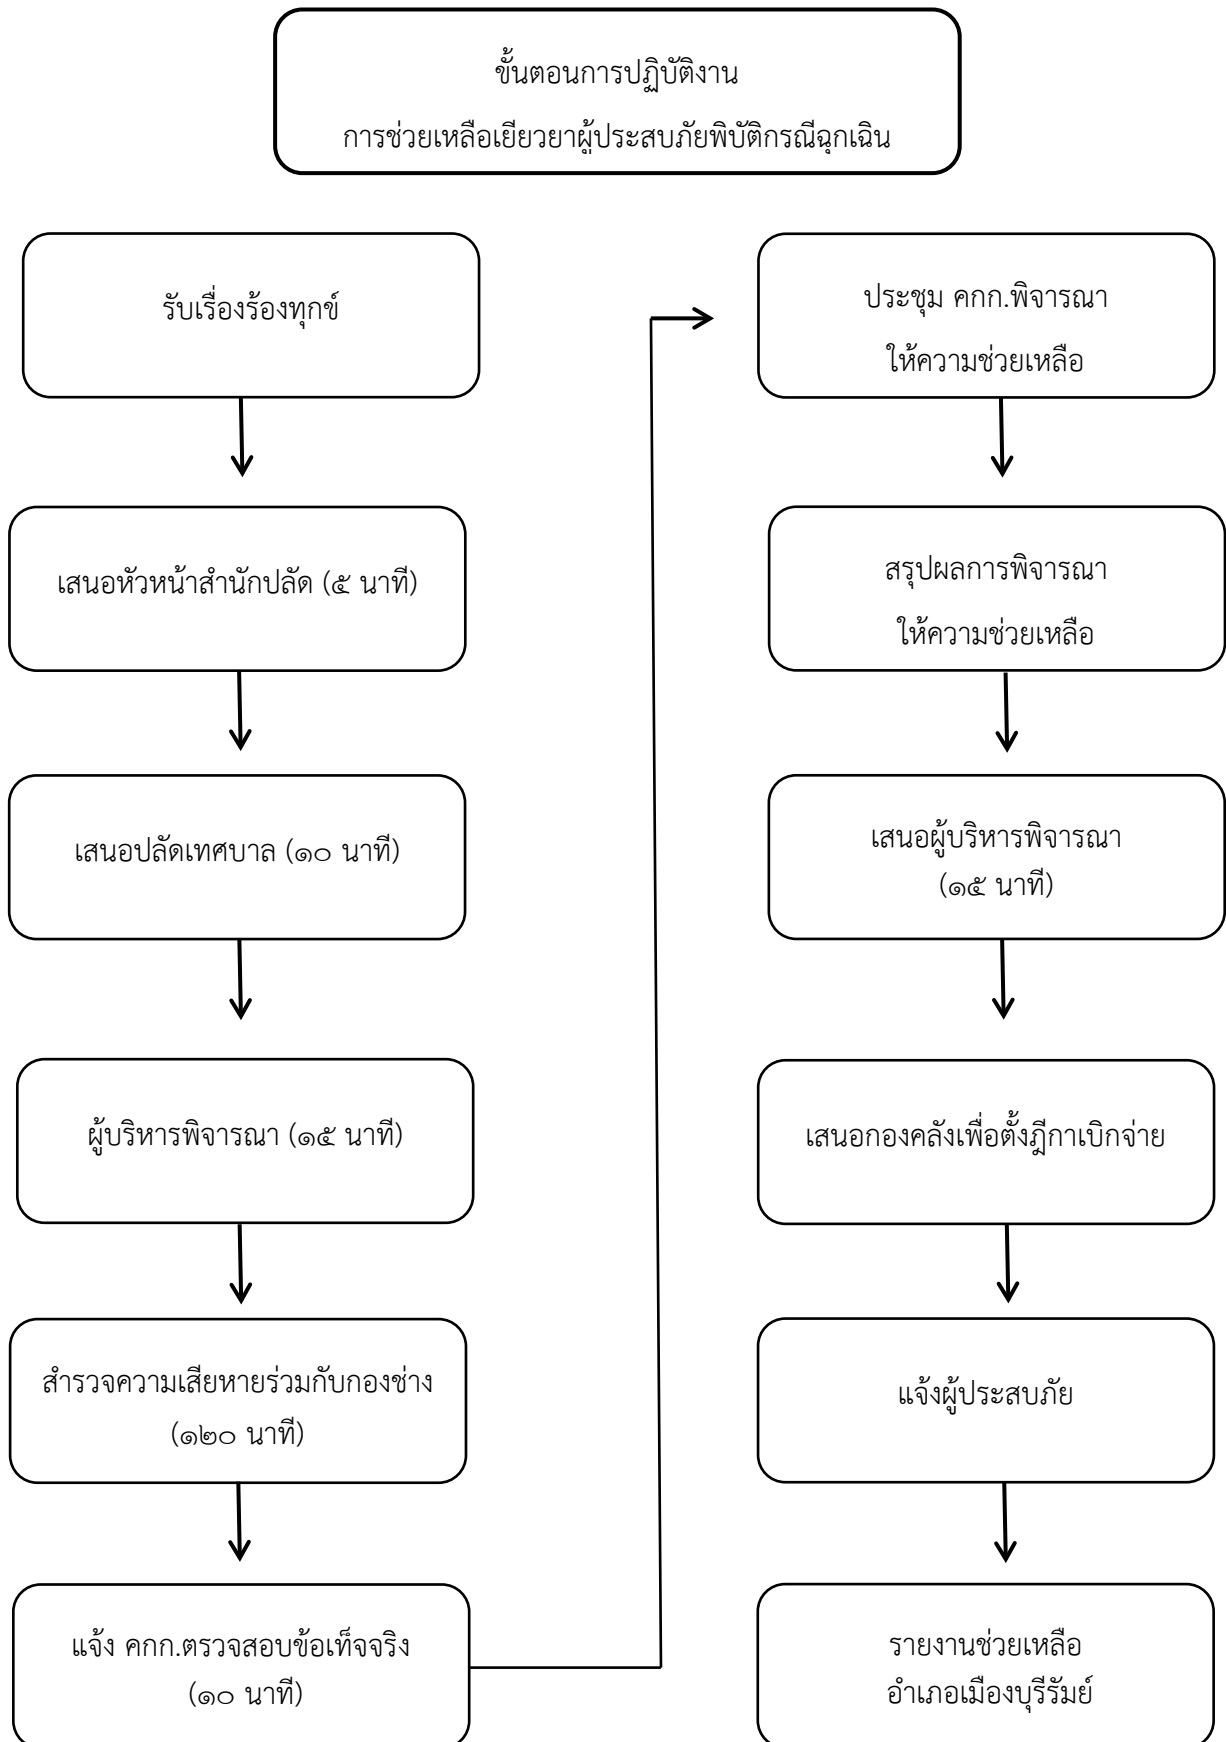 ขั้นตอนการปฏิบัติงาน
การช่วยเหลือเยียวยาผู้ประสบภัยพิบัติกรณีฉุกเฉิน
รับเรื่องร้องทุกข์
เสนอหัวหน้าสำนักปลัด (๕ นาที)
เสนอปลัดเทศบาล (๑๐ นาที)
ผู้บริหารพิจารณา (๑๕ นาที)
สำรวจความเสียหายร่วมกับกองช่าง
(๑๒๐ นาที)
แจ้ง คกก.ตรวจสอบข้อเท็จจริง
(๑๐ นาที)
ประชุม คกก.พิจารณา
ให้ความช่วยเหลือ
สรุปผลการพิจารณา
ให้ความช่วยเหลือ
เสนอผู้บริหารพิจารณา
(๑๕ นาที)
เสนอกองคลังเพื่อตั้งฎีกาเบิกจ่าย
แจ้งผู้ประสบภัย
รายงานช่วยเหลือ
อำเภอเมืองบุรีรัมย์